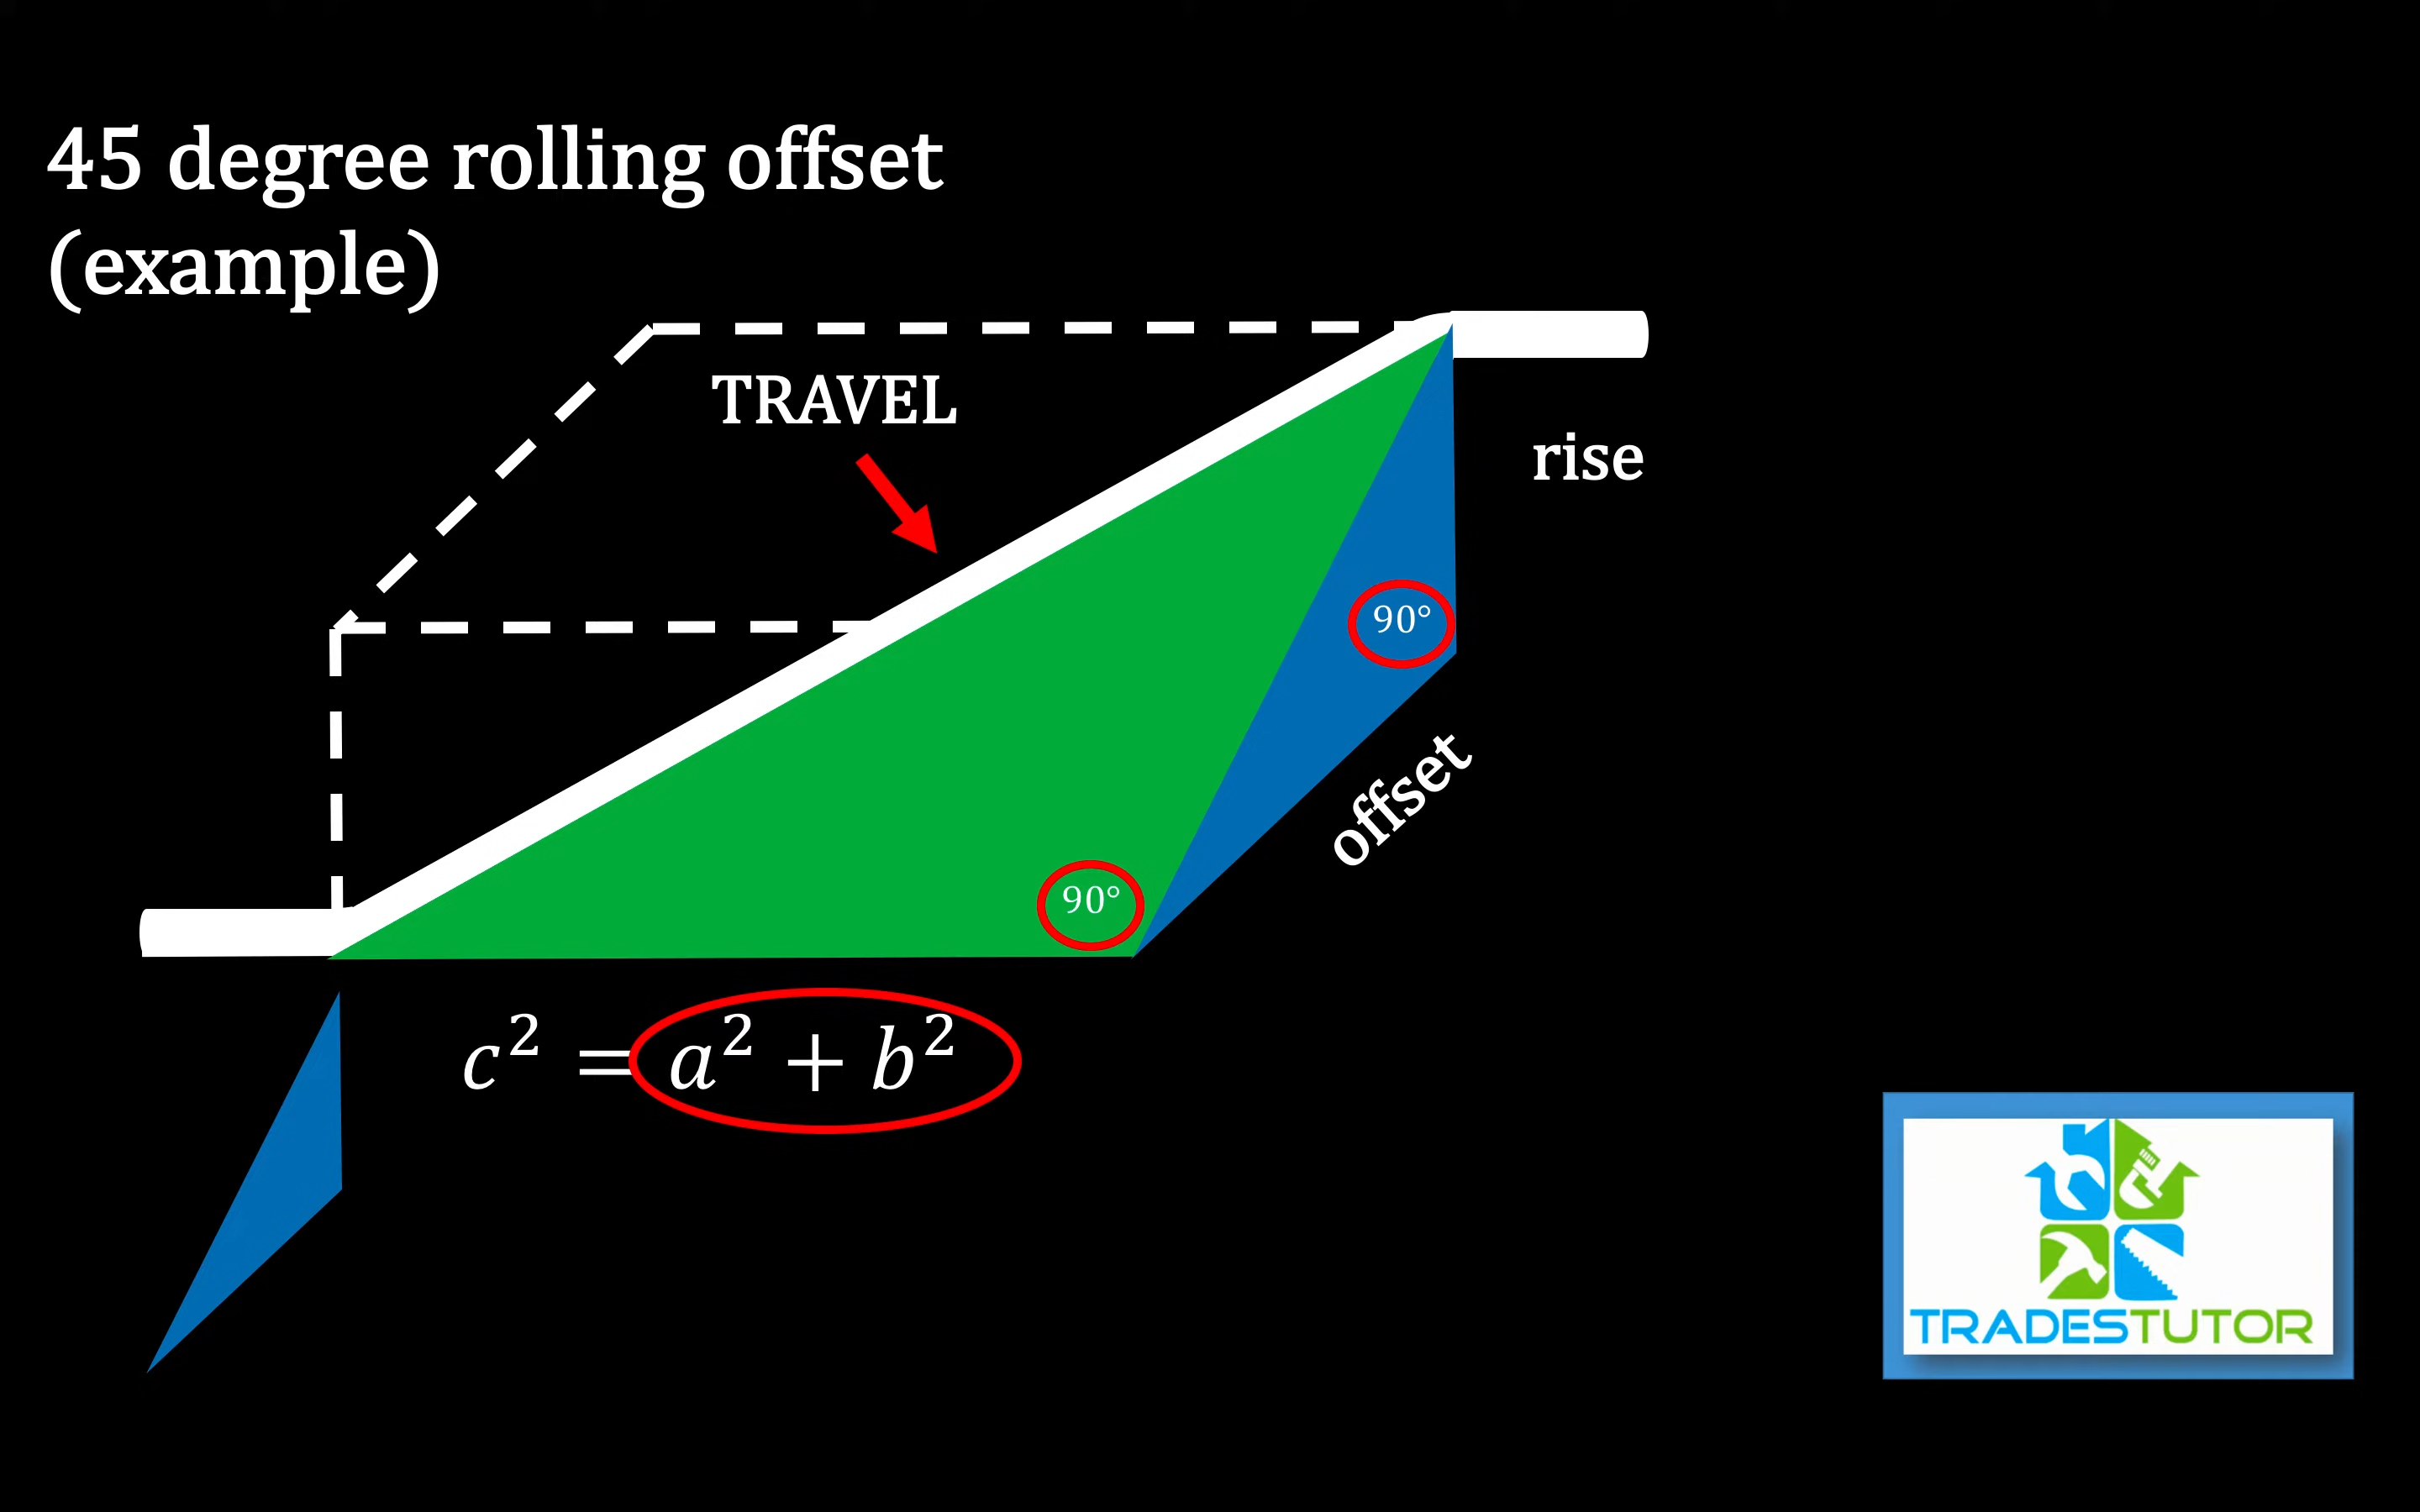 45 degree rolling offset
(example)
TRAVEL
rise
90°
offset
90°
c² = a² + b²
TRADESTUTOR